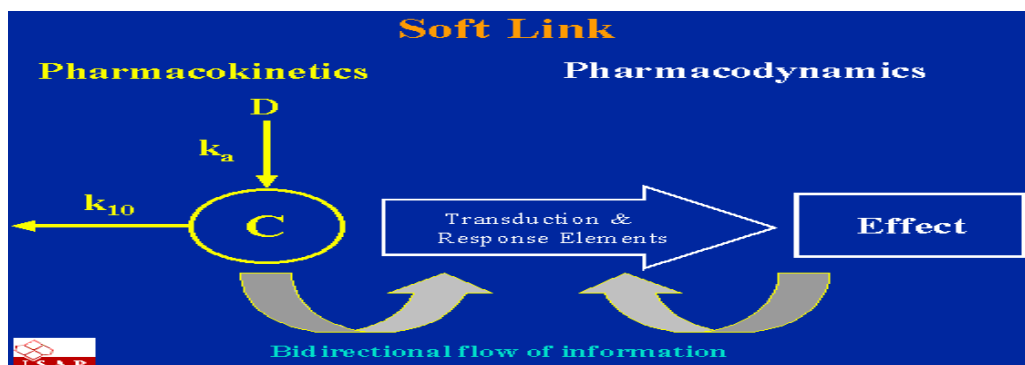 Soft Link
Pharmacokinetics
Pharmacodynamics
D
ka
k10
C
Transduction &
Response Elements
Effect
Bidirectional flow of information